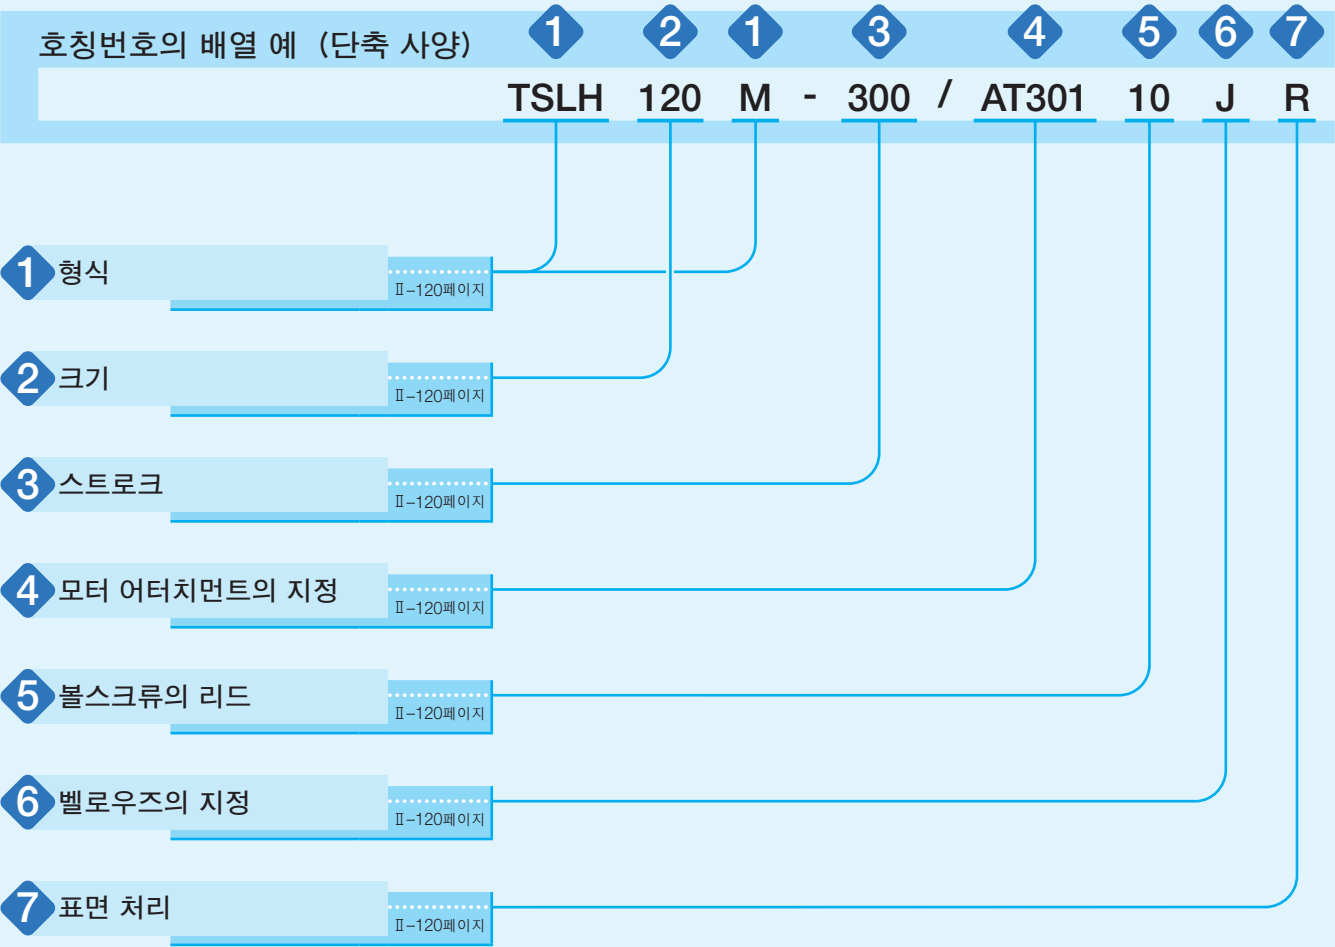 1 2 1 3 4 5 6 7
호칭번호의 배열 예 (단축 사양)
TSLH 120 M - 300 / AT301 10 J R
1 형식
Ⅱ-120페이지
2 크기
Ⅱ-120페이지
3 스트로크
Ⅱ-120페이지
4 모터 어터치먼트의 지정
Ⅱ-120페이지
5 볼스크류의 리드
Ⅱ-120페이지
6 벨로우즈의 지정
Ⅱ-120페이지
7 표면 처리
Ⅱ-120페이지